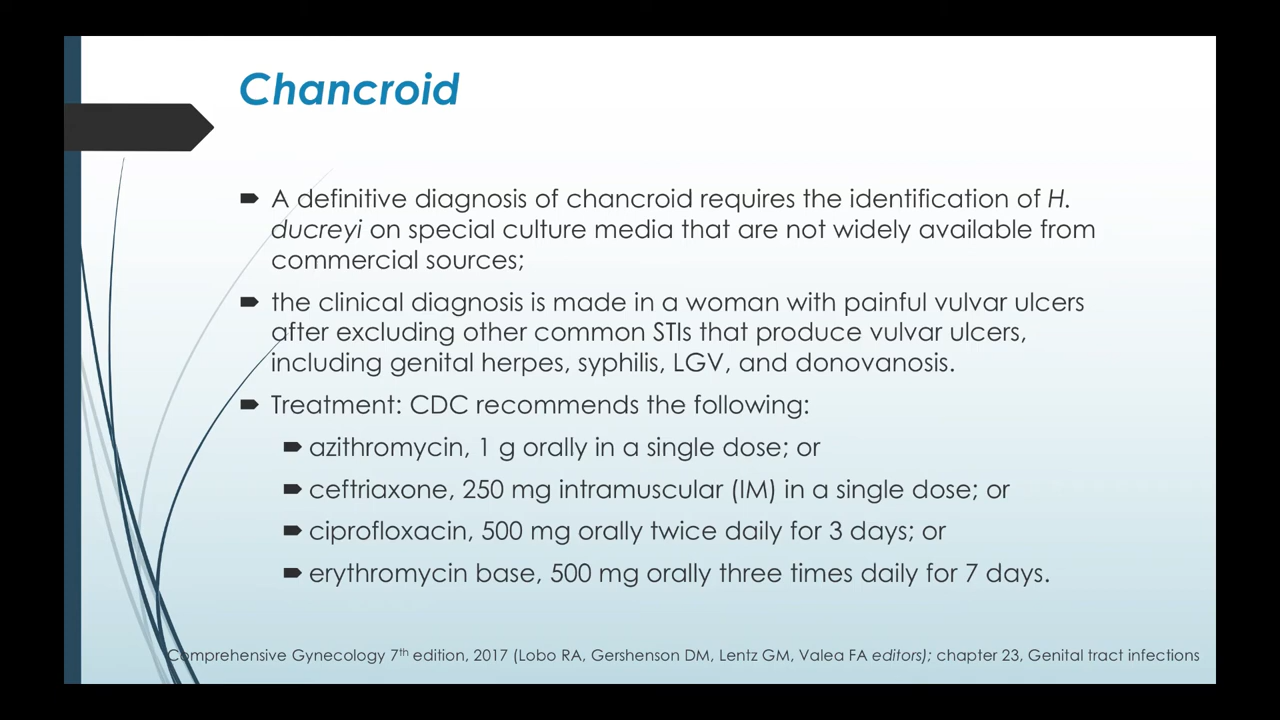 Chancroid
A definitive diagnosis of chancroid requires the identification of H.
ducreyi on special culture media that are not widely available from
commercial sources;
the clinical diagnosis is made in a woman with painful vulvar ulcers
after excluding other common STIs that produce vulvar ulcers,
including genital herpes, syphilis, LGV, and donovanosis.
Treatment: CDC recommends the following:
azithromycin, 1 g orally in a single dose; or
ceftriaxone, 250 mg intramuscular (IM) in a single dose; or
ciprofloxacin, 500 mg orally twice daily for 3 days; or
erythromycin base, 500 mg orally three times daily for 7 days.
Comprehensive Gynecology 7th edition, 2017 (Lobo RA, Gershenson DM, Lentz GM, Valea FA editors); chapter 23, Genital tract infections